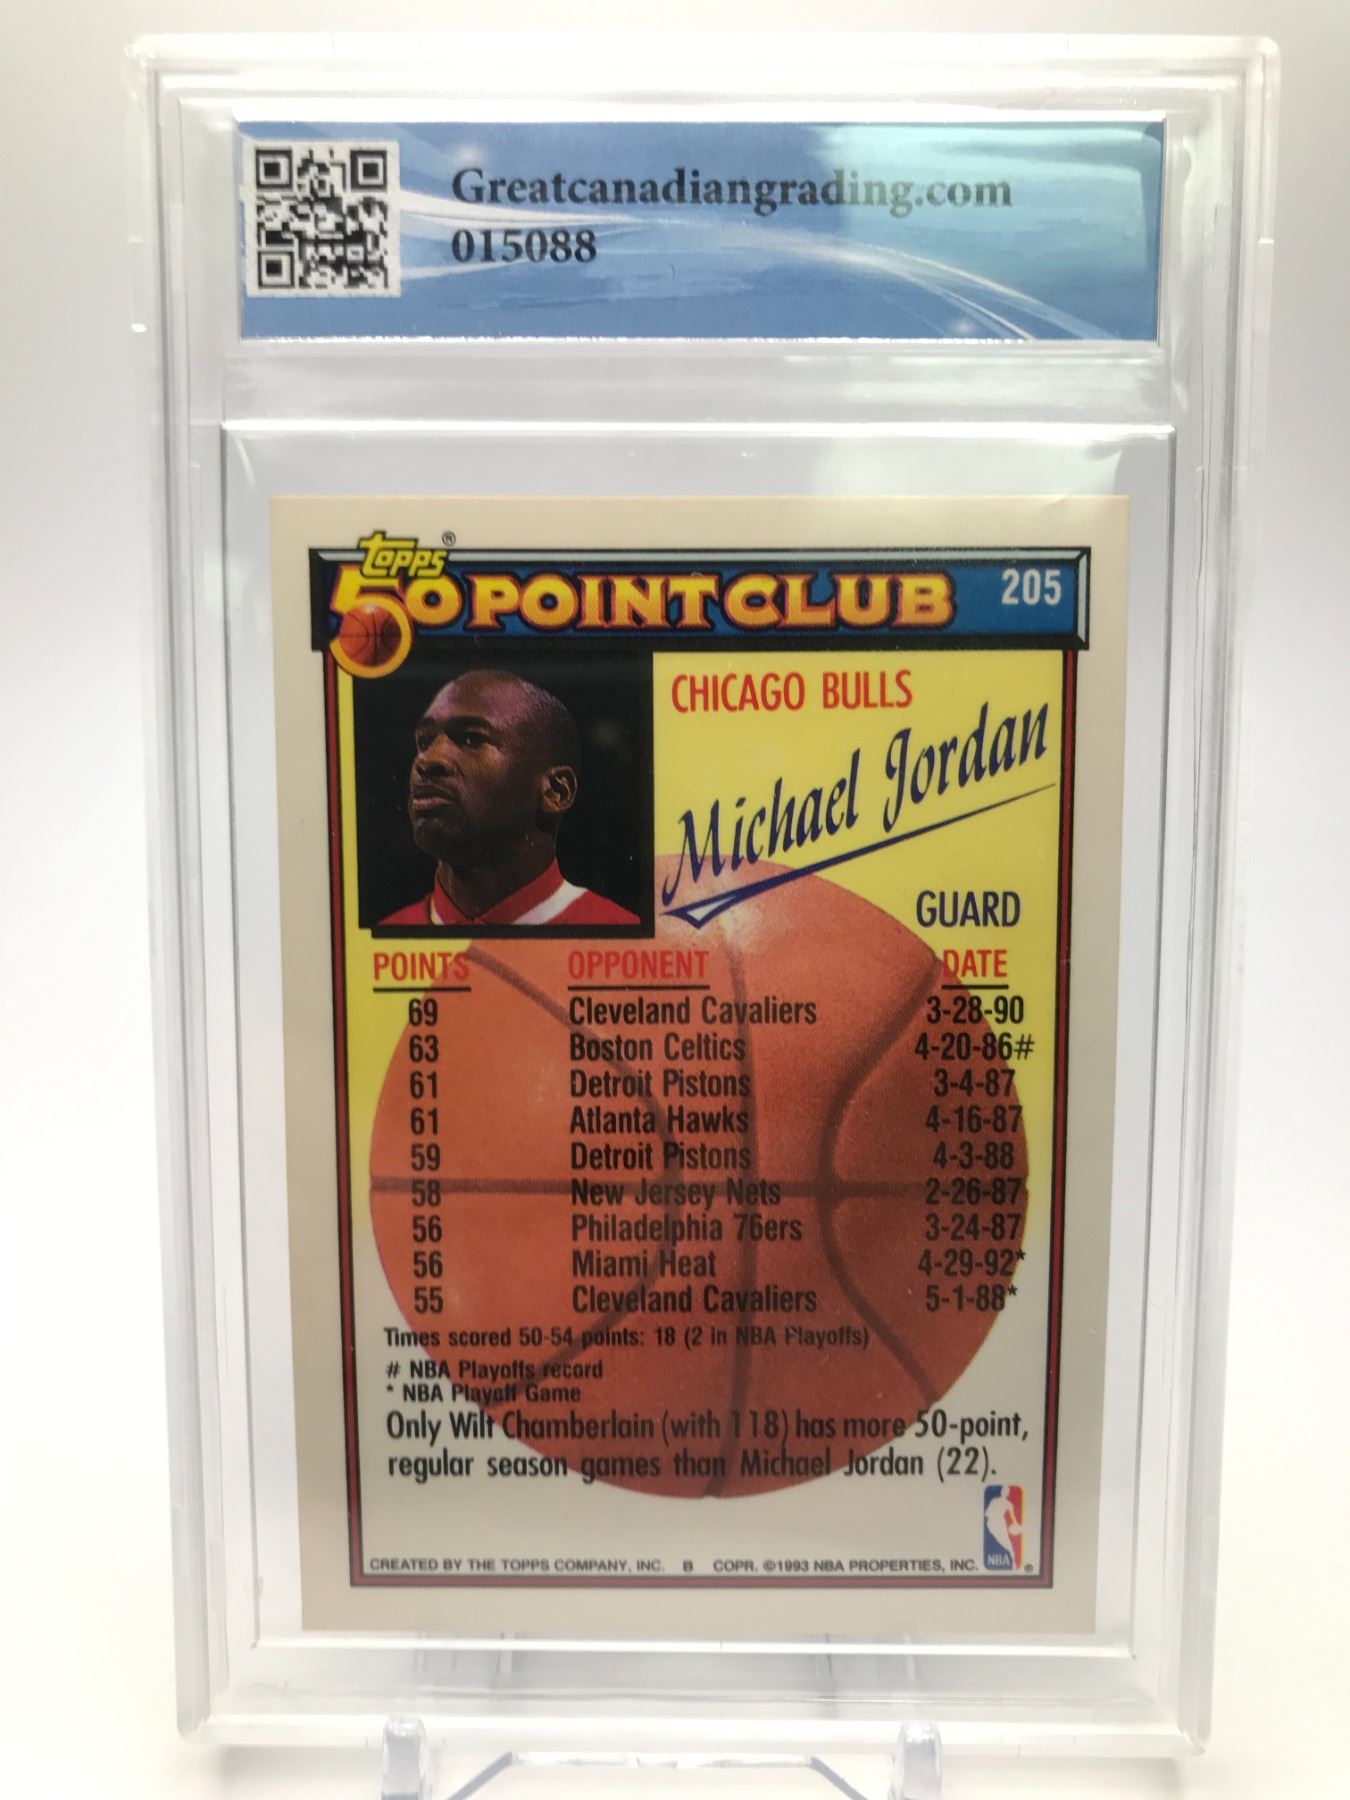 Greatcanadiangrading.com
015088
topps®
50 POINT CLUB 205
CHICAGO BULLS
Michael Jordan
GUARD
POINTS OPPONENT DATE
69 Cleveland Cavaliers 3-28-90
63 Boston Celtics 4-20-86#
61 Detroit Pistons 3-4-87
61 Atlanta Hawks 4-16-87
59 Detroit Pistons 4-3-88
58 New Jersey Nets 2-26-87
56 Philadelphia 76ers 3-24-87
56 Miami Heat 4-29-92*
55 Cleveland Cavaliers 5-1-88*
Times scored 50-54 points: 18 (2 in NBA Playoffs)
# NBA Playoffs record
* NBA Playoff Game
Only Wilt Chamberlain (with 118) has more 50-point,
regular season games than Michael Jordan (22).
NBA ®
CREATED BY THE TOPPS COMPANY, INC. B COPR. ©1993 NBA PROPERTIES, INC.